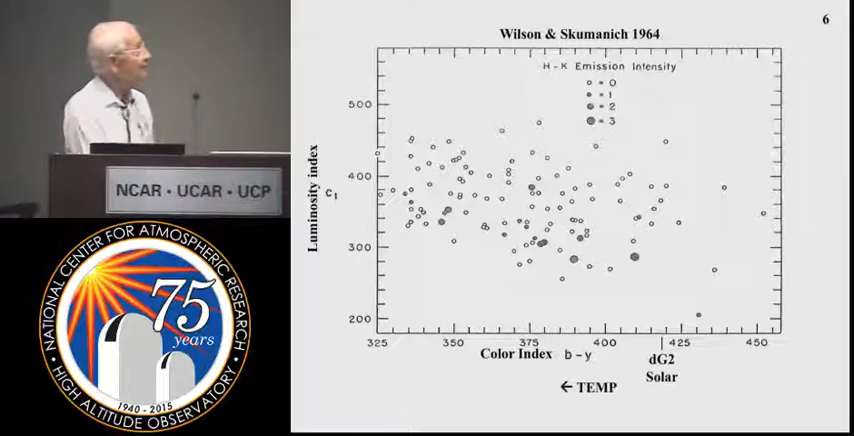 NCAR • UCAR • UCP
NATIONAL CENTER FOR ATMOSPHERIC RESEARCH
75
years
1940 - 2015
• HIGH ALTITUDE OBSERVATORY •
6
Wilson & Skumanich 1964
H - K Emission Intensity
= 0
= 1
= 2
= 3
500
400
300
200
Luminosity index
c1
325
350
375
400
425
450
Color Index b - y
dG2
Solar
← TEMP